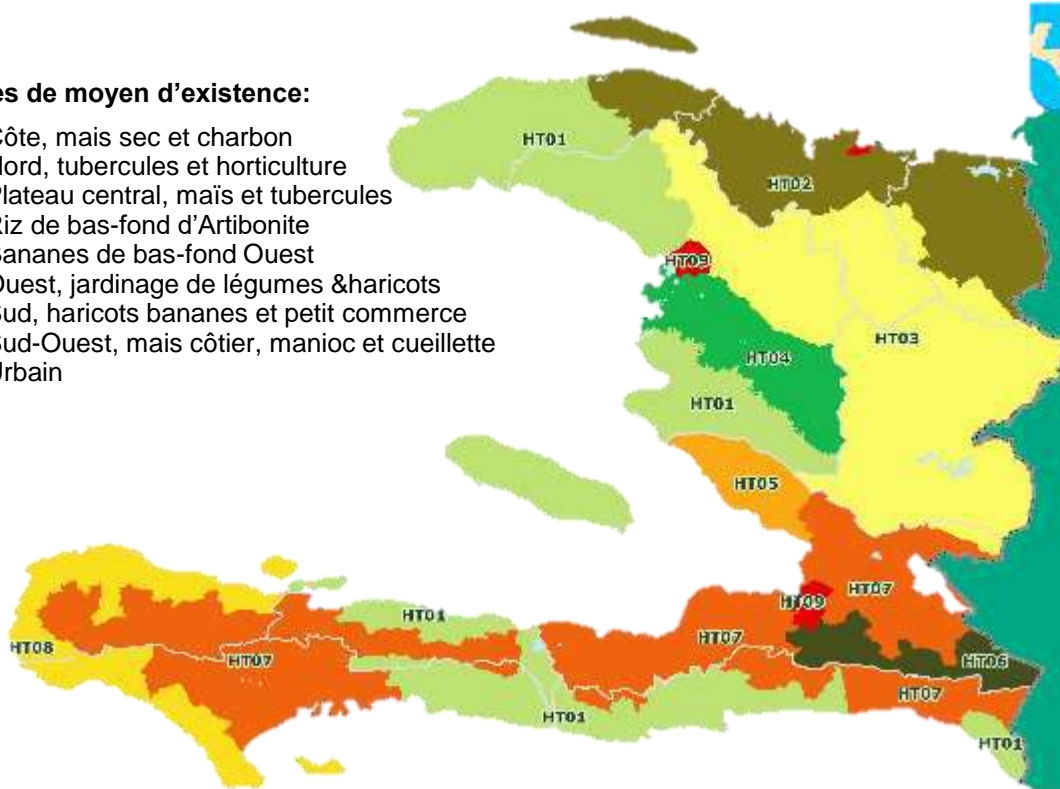 es de moyen d’existence:
Côte, mais sec et charbon
Nord, tubercules et horticulture
Plateau central, maïs et tubercules
Riz de bas-fond d’Artibonite
Bananes de bas-fond Ouest
Ouest, jardinage de légumes &haricots
Sud, haricots bananes et petit commerce
Sud-Ouest, mais côtier, manioc et cueillette
Urbain
HT01
HT02
HT09
HT03
HT04
HT01
HT05
HT07
HT09
HT01
HT07
HT08
HT07
HT06
HT07
HT01
HT01